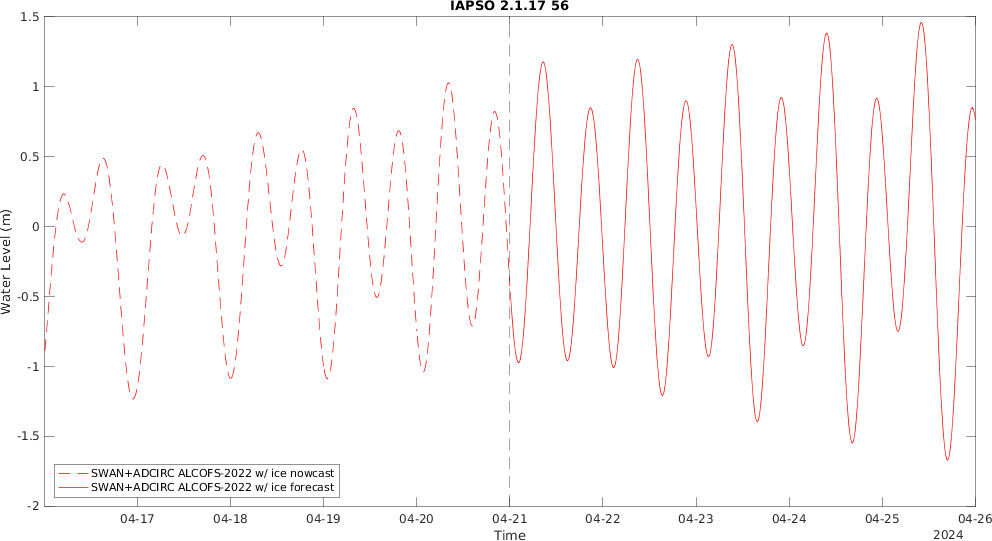 IAPSO 2.1.17 56
1.5
1
0.5
0
-0.5
-1
-1.5
-2
Water Level (m)
SWAN+ADCIRC ALCOFS-2022 w/ ice nowcast
SWAN+ADCIRC ALCOFS-2022 w/ ice forecast
04-17 04-18 04-19 04-20 04-21 04-22 04-23 04-24 04-25 04-26
Time
2024